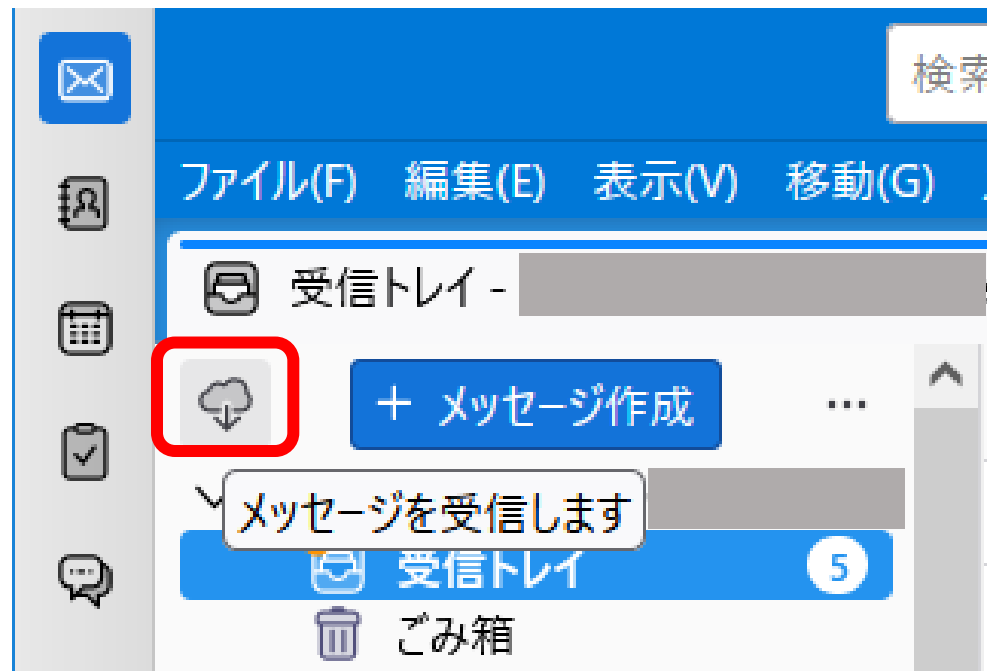 検索
ファイル(F) 編集(E) 表示(V) 移動(G)
受信トレイ -
+ メッセージ作成 …
メッセージを受信します
受信トレイ 5
ごみ箱